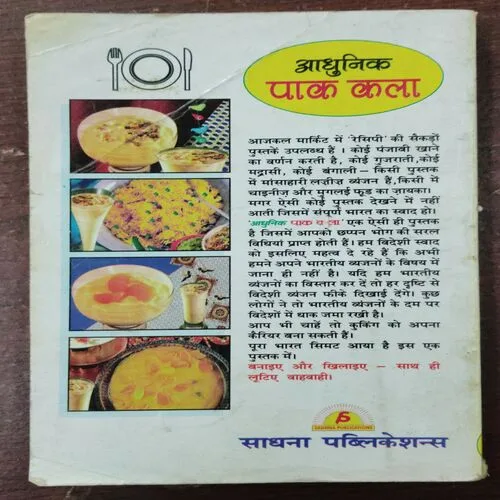 आधुनिक
पाक कला
आजकल मार्किट में 'रेसिपी' की सैकड़ों
पुस्तकें उपलब्ध हैं । कोई पंजाबी खाने
का वर्णन करती है, कोई गुजराती,कोई
मद्रासी, कोई बंगाली – किसी पुस्तक
में मांसाहारी लतीज व्यंजन हैं,किसी में
चाइनीज़ और मुगलई फूड का ज़ायका।
मगर ऐसी कोई पुस्तक देखने में नहीं
आती जिसमें संपूर्ण भारत का स्वाद हो।
'आधुनिक पाक कला' एक ऐसी ही पुस्तक
है जिसमें आपको छप्पन भोग की सरल
विधियां प्राप्त होती हैं। हम विदेशी स्वाद
को इसलिए महत्व दे रहे हैं कि अभी
हमने अपने भारतीय व्यंजनों के विषय में
जाना ही नहीं है। यदि हम भारतीय
व्यंजनों का विस्तार कर दें तो हर दृष्टि से
विदेशी व्यंजन फीके दिखाई देंगे। कुछ
लोगों ने तो भारतीय व्यंजनों के दम पर
विदेशों में धाक जमा रखी है।
आप भी चाहें तो कुकिंग को अपना
कैरियर बना सकती हैं।
पूरा भारत सिमट आया है इस एक
पुस्तक में।
बनाइए और खिलाइए – साथ ही
लूटिए वाहवाही।
SADHNA PUBLICATIONS
साधना पब्लिकेशन्स